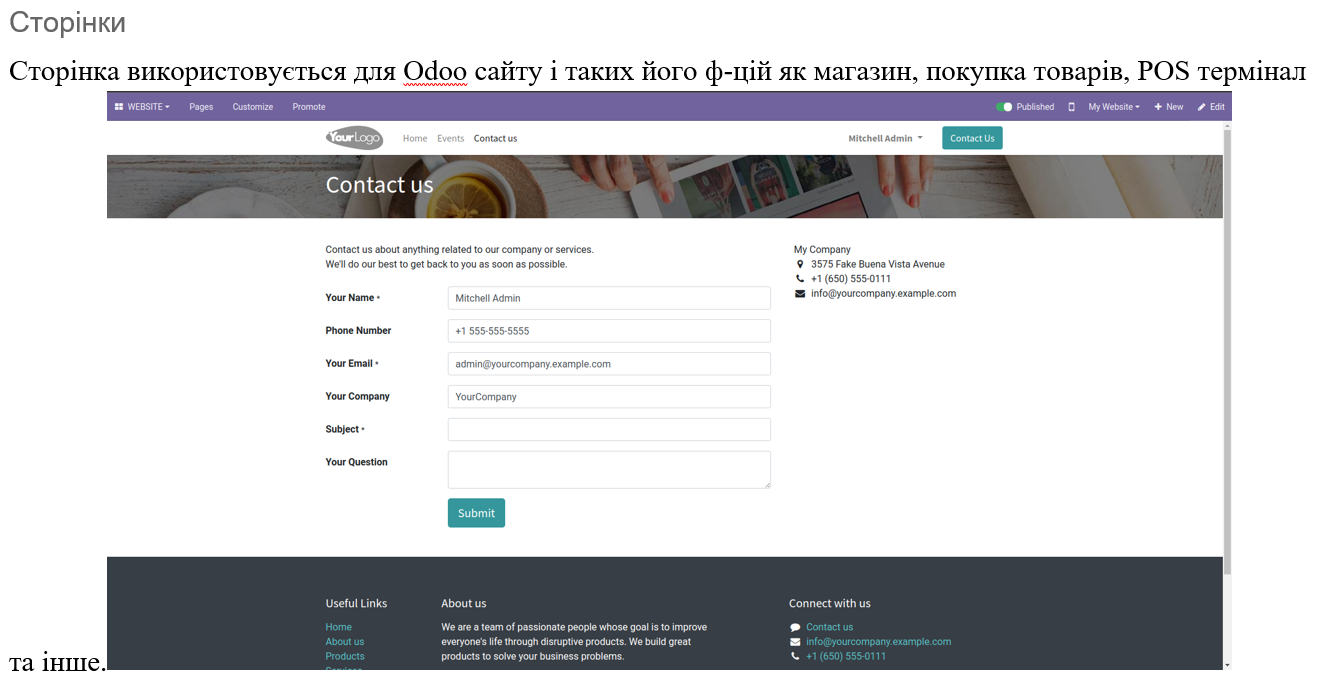 Сторінки
Сторінка використовується для Odoo сайту і таких його ф-цій як магазин, покупка товарів, POS термінал
WEBSITE Pages Customize Promote Published My Website + New Edit
YourLogo Home Events Contact us Mitchell Admin Contact Us
Contact us
Contact us about anything related to our company or services.
We'll do our best to get back to you as soon as possible.
My Company
3575 Fake Buena Vista Avenue
+1 (650) 555-0111
info@yourcompany.example.com
Your Name * Mitchell Admin
Phone Number +1 555-555-5555
Your Email * admin@yourcompany.example.com
Your Company YourCompany
Subject *
Your Question
Submit
Useful Links
Home
About us
Products
Services
About us
We are a team of passionate people whose goal is to improve
everyone's life through disruptive products. We build great
products to solve your business problems.
Connect with us
Contact us
info@yourcompany.example.com
+1 (650) 555-0111
та інше.